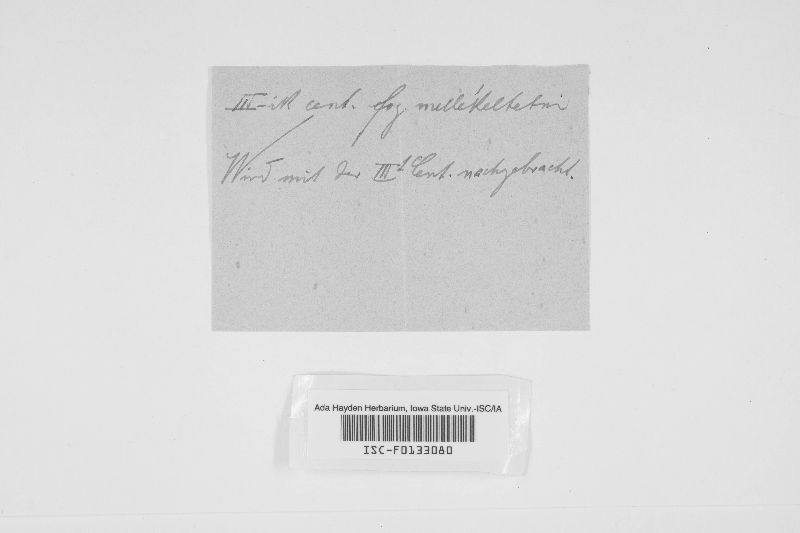 III-ik cent. fog mellékeltetni
Wird mit der III.t Cent. nachgebracht.
Ada Hayden Herbarium, Iowa State Univ.-ISC/IA
ISC-F0133080